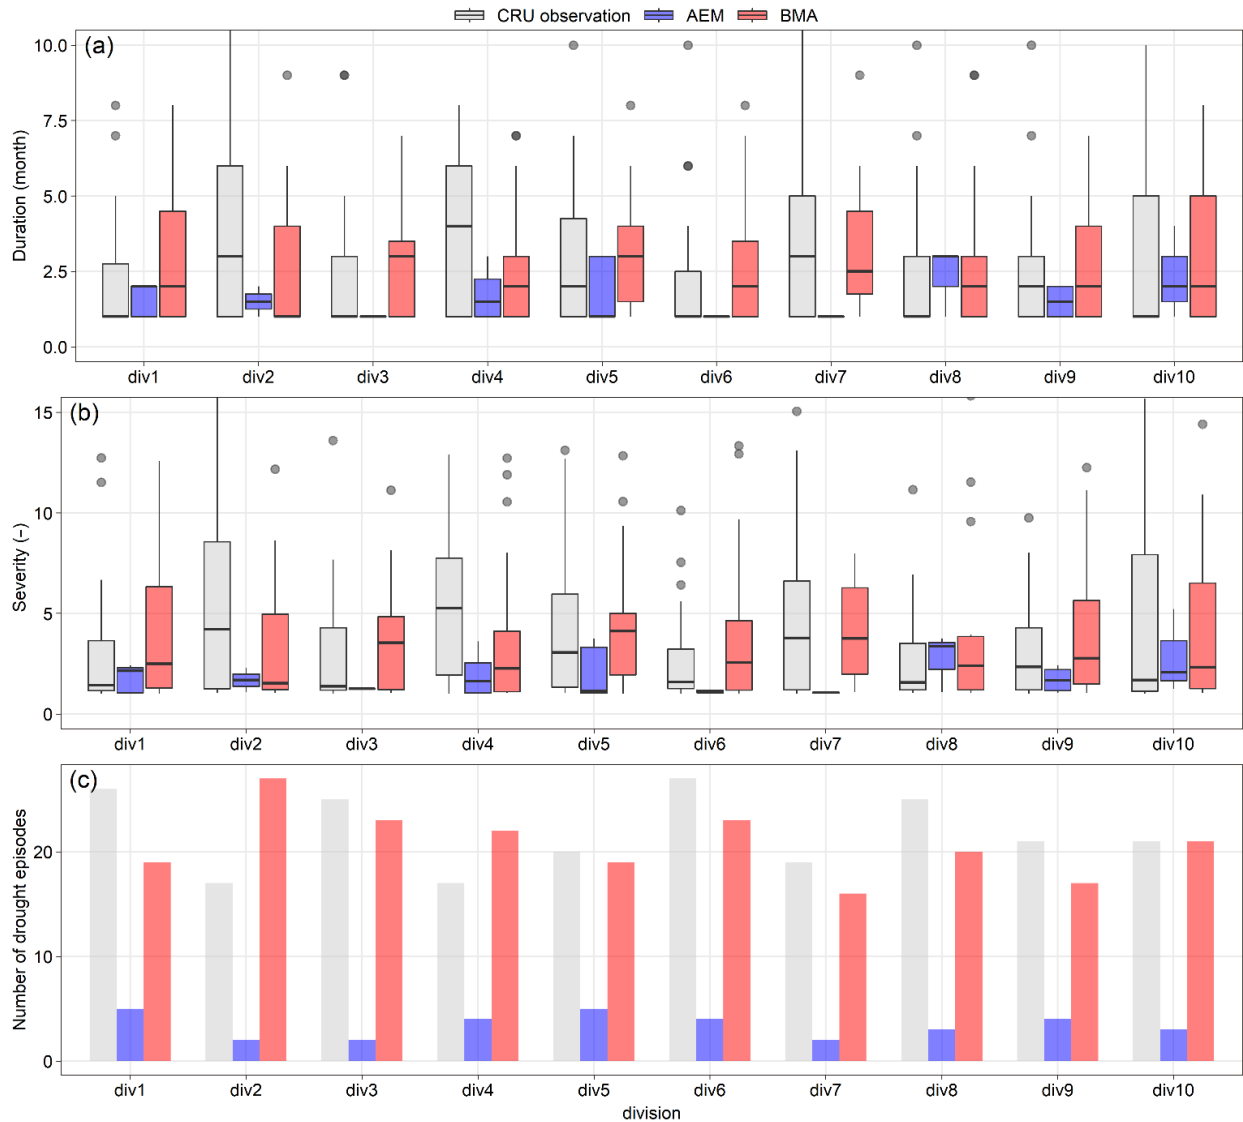 CRU observation AEM BMA
(a)
Duration (month)
10.0
7.5
5.0
2.5
0.0
div1 div2 div3 div4 div5 div6 div7 div8 div9 div10
(b)
Severity (−)
15
10
5
0
div1 div2 div3 div4 div5 div6 div7 div8 div9 div10
(c)
Number of drought episodes
20
10
0
div1 div2 div3 div4 div5 div6 div7 div8 div9 div10
division